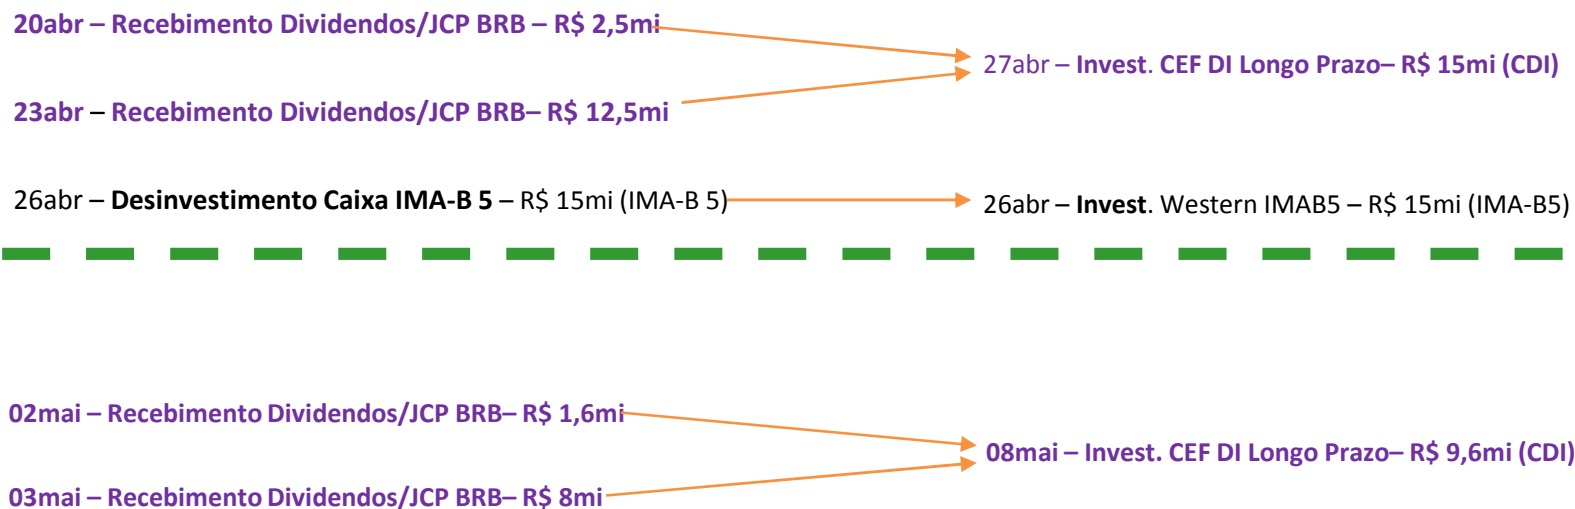 20abr – Recebimento Dividendos/JCP BRB – R$ 2,5mi
27abr – Invest. CEF DI Longo Prazo– R$ 15mi (CDI)
23abr – Recebimento Dividendos/JCP BRB– R$ 12,5mi
26abr – Desinvestimento Caixa IMA-B 5 – R$ 15mi (IMA-B 5)
26abr – Invest. Western IMAB5 – R$ 15mi (IMA-B5)
02mai – Recebimento Dividendos/JCP BRB– R$ 1,6mi
08mai – Invest. CEF DI Longo Prazo– R$ 9,6mi (CDI)
03mai – Recebimento Dividendos/JCP BRB– R$ 8mi